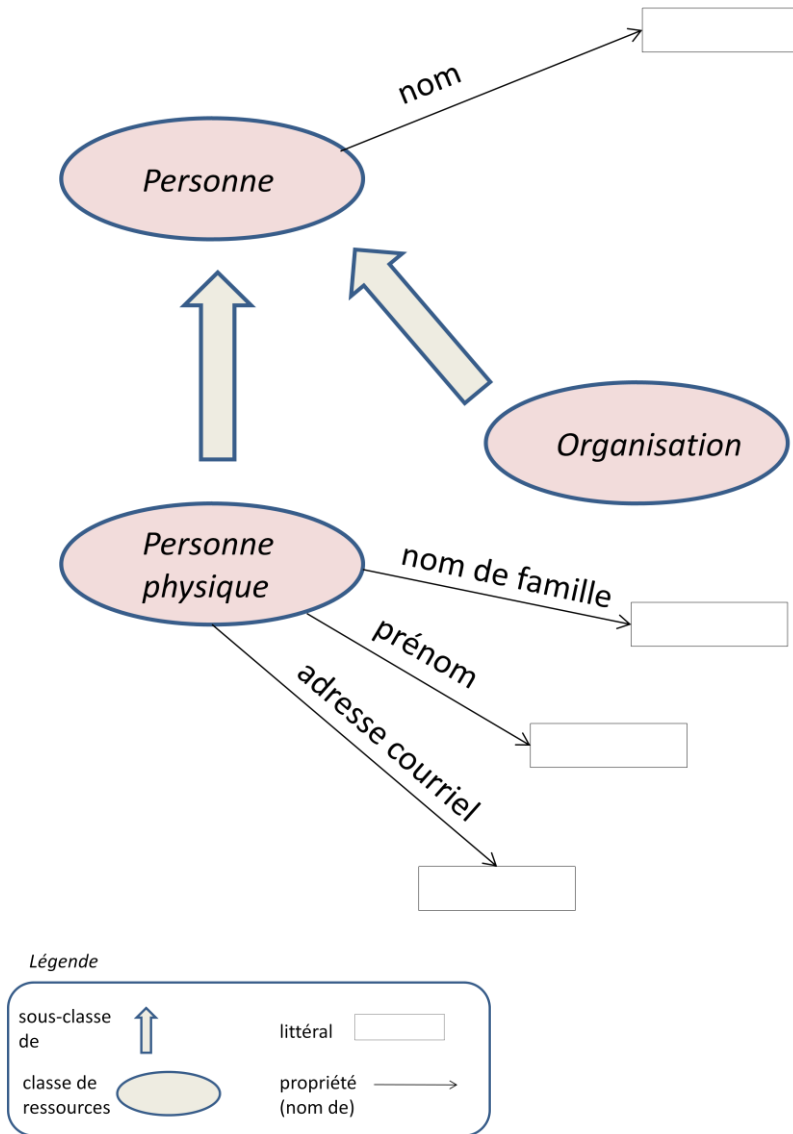 nom
Personne
Organisation
Personne
physique
nom de famille
prénom
adresse courriel
Légende
sous-classe
de
littéral
classe de
ressources
propriété
(nom de)